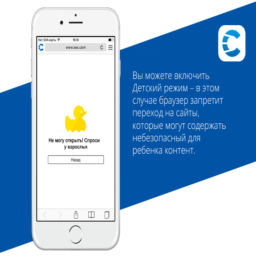 www.xxx.com
Не могу открыть! Спроси
у взрослых
Назад
Вы можете включить
Детский режим – в этом
случае браузер запретит
переход на сайты,
которые могут содержать
небезопасный для
ребенка контент.